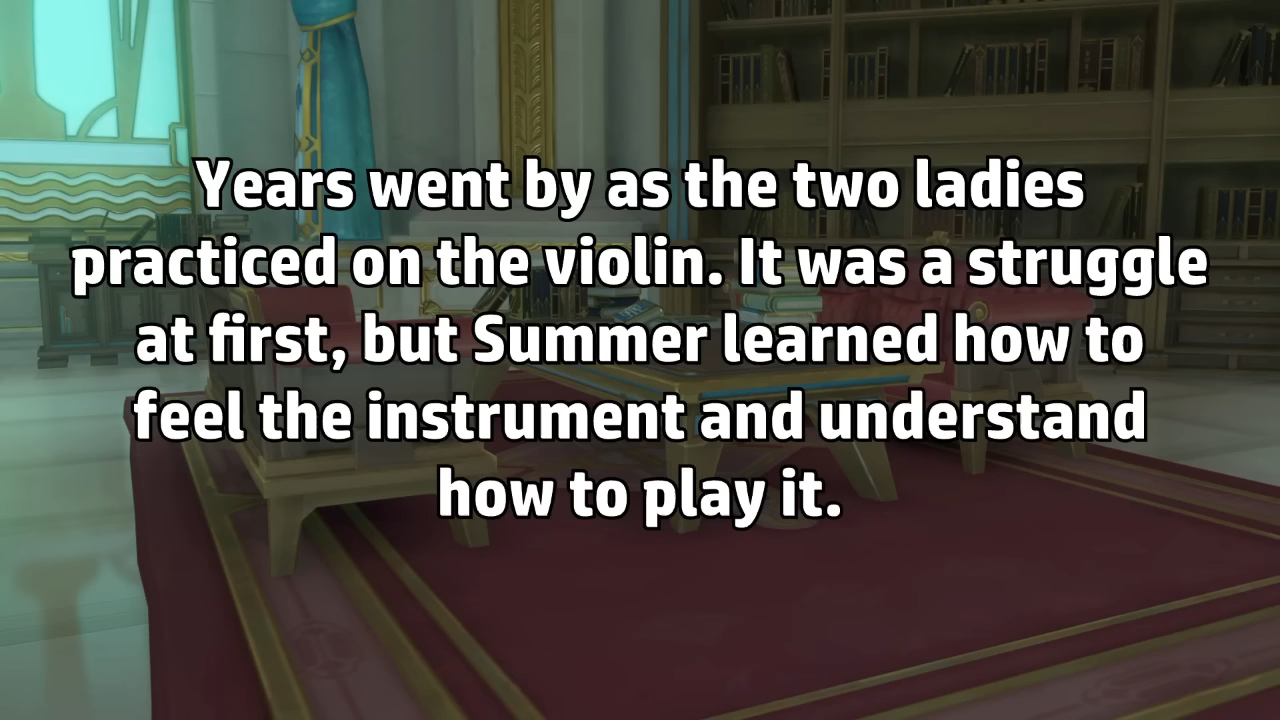 Years went by as the two ladies
practiced on the violin. It was a struggle
at first, but Summer learned how to
feel the instrument and understand
how to play it.